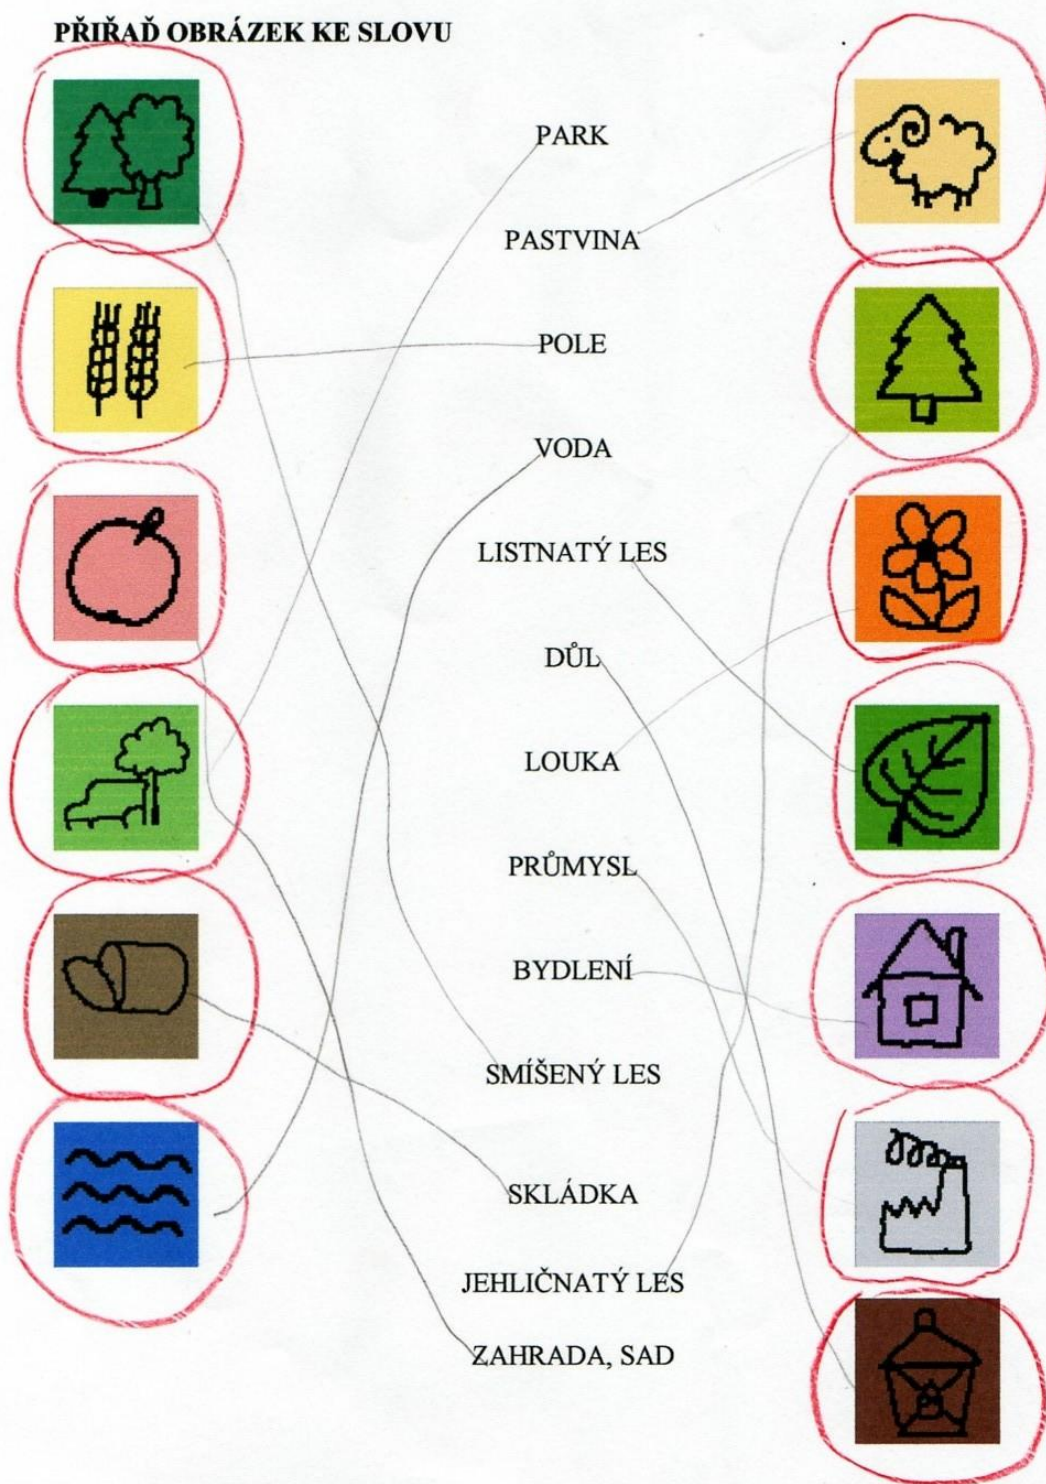 PŘIŘAĎ OBRÁZEK KE SLOVU
PARK
PASTVINA
POLE
VODA
LISTNATÝ LES
DŮL
LOUKA
PRŮMYSL
BYDLENÍ
SMÍŠENÝ LES
SKLÁDKA
JEHLIČNATÝ LES
ZAHRADA, SAD